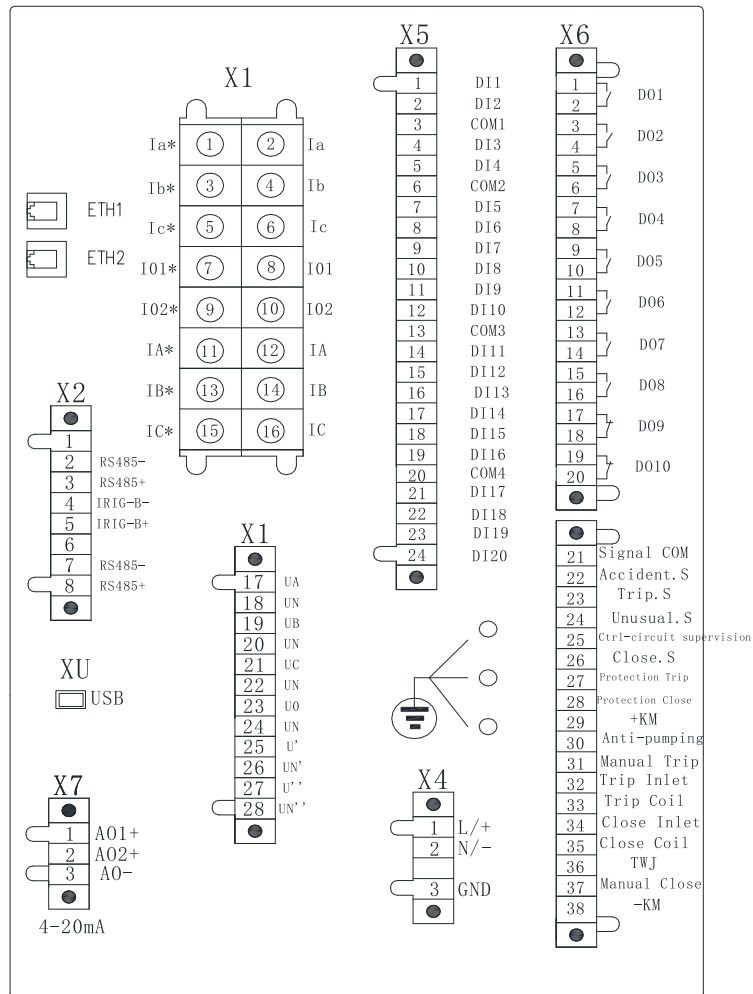 X1
Ia* 1 2 Ia
Ib* 3 4 Ib
Ic* 5 6 Ic
I01* 7 8 I01
I02* 9 10 I02
IA* 11 12 IA
IB* 13 14 IB
IC* 15 16 IC
ETH1
ETH2
X2
1
2 RS485-
3 RS485+
4 IRIG-B-
5 IRIG-B+
6
7 RS485-
8 RS485+
XU
USB
X7
1 AO1+
2 AO2+
3 AO-
4-20mA
X1
17 UA
18 UN
19 UB
20 UN
21 UC
22 UN
23 U0
24 UN
25 U'
26 UN'
27 U''
28 UN''
X5
1 DI1
2 DI2
3 COM1
4 DI3
5 DI4
6 COM2
7 DI5
8 DI6
9 DI7
10 DI8
11 DI9
12 DI10
13 COM3
14 DI11
15 DI12
16 DI13
17 DI14
18 DI15
19 DI16
20 COM4
21 DI17
22 DI18
23 DI19
24 DI20
X4
1 L/+
2 N/-
3 GND
X6
1
2 DO1
3
4 DO2
5
6 DO3
7
8 DO4
9
10 DO5
11
12 DO6
13
14 DO7
15
16 DO8
17
18 DO9
19
20 DO10
21 Signal COM
22 Accident.S
23 Trip.S
24 Unusual.S
25 Ctrl-circuit supervision
26 Close.S
27 Protection Trip
28 Protection Close
29 +KM
30 Anti-pumping
31 Manual Trip
32 Trip Inlet
33 Trip Coil
34 Close Inlet
35 Close Coil
36 TWJ
37 Manual Close
38 -KM